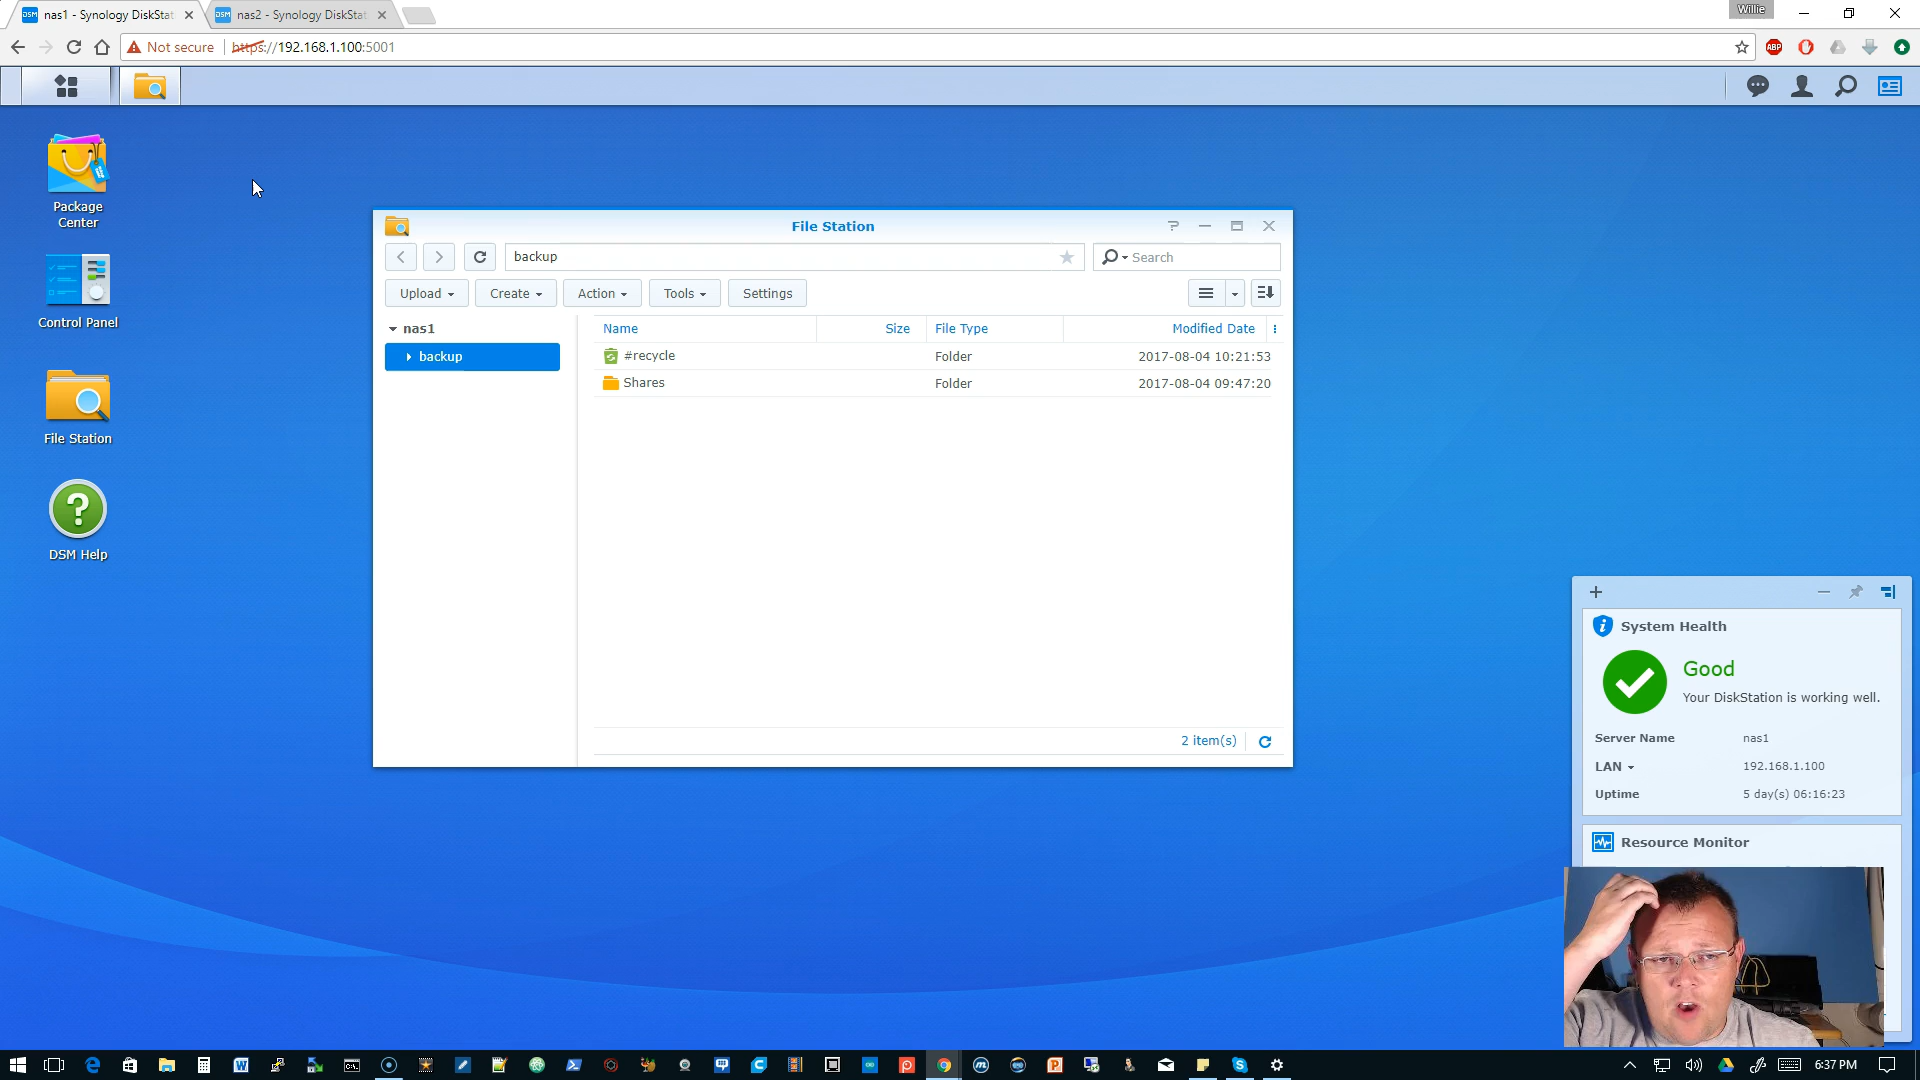 nas1 - Synology DiskStat
nas2 - Synology DiskStat
Willie
Not secure
https://192.168.1.100:5001
ABP
Package
Center
Control Panel
File Station
DSM Help
File Station
backup
Search
Upload
Create
Action
Tools
Settings
nas1
backup
Name
Size
File Type
Modified Date
#recycle
Folder
2017-08-04 10:21:53
Shares
Folder
2017-08-04 09:47:20
2 item(s)
System Health
Good
Your DiskStation is working well.
Server Name
nas1
LAN
192.168.1.100
Uptime
5 day(s) 06:16:23
Resource Monitor
6:37 PM